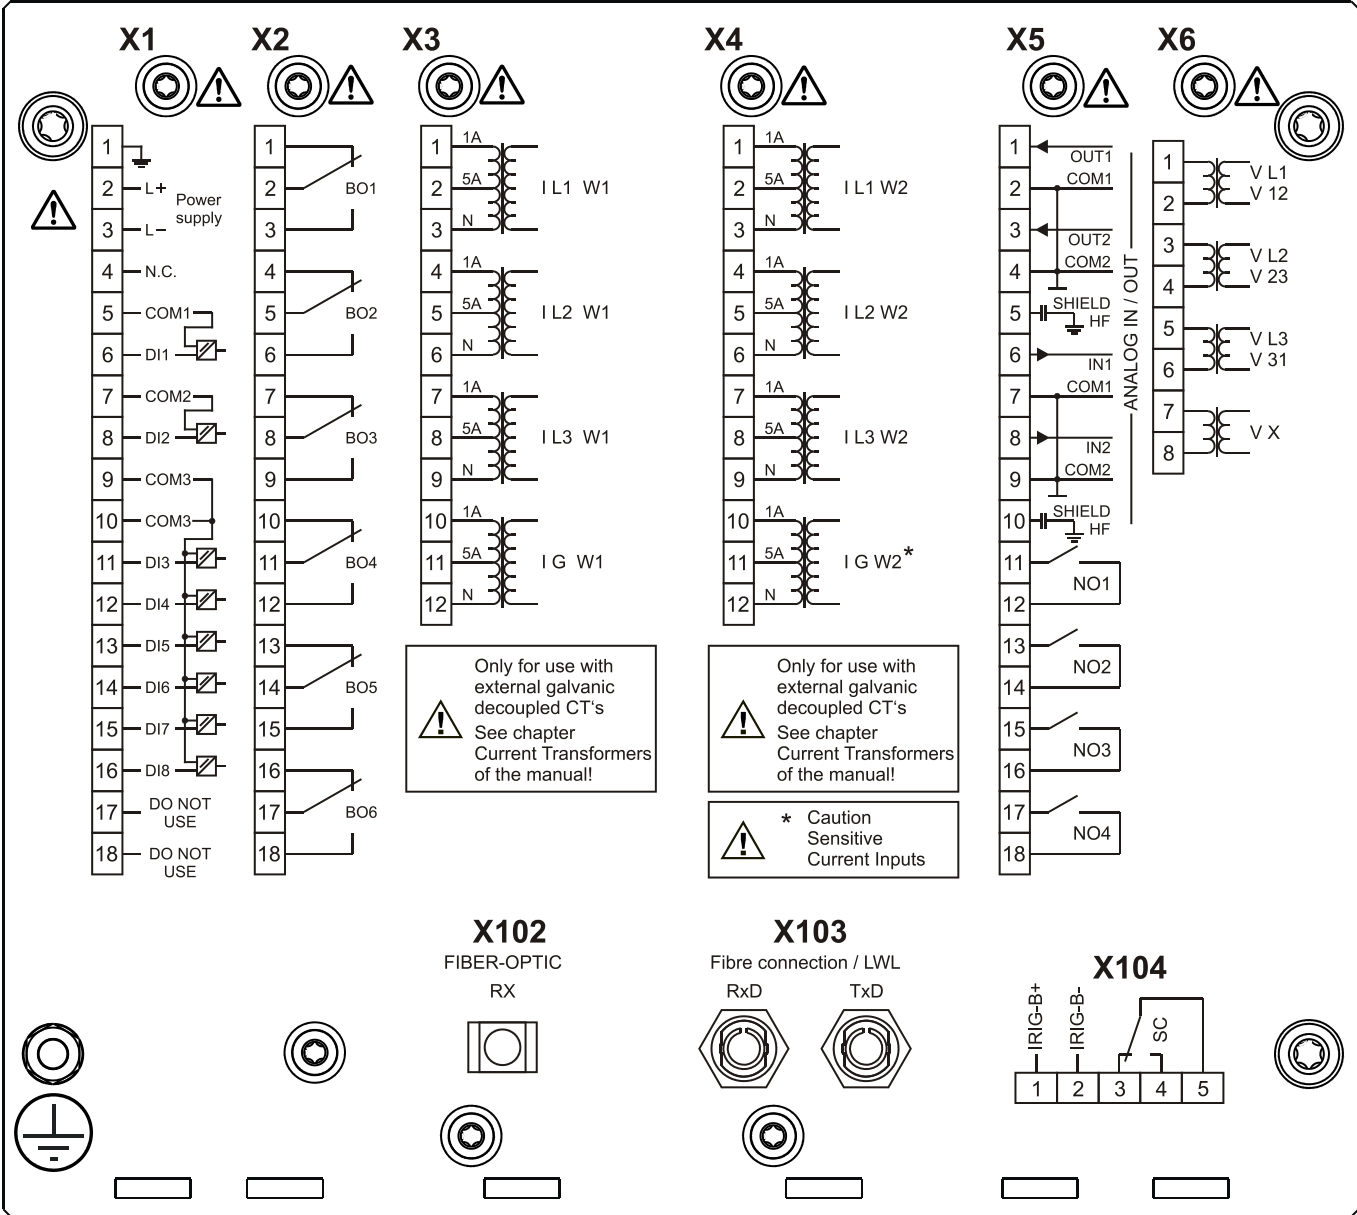 X1
1
2 L+
Power
supply
3 L−
4 N.C.
5 COM1
6 DI1
7 COM2
8 DI2
9 COM3
10 COM3
11 DI3
12 DI4
13 DI5
14 DI6
15 DI7
16 DI8
17 DO NOT
USE
18 DO NOT
USE
X2
1
2 BO1
3
4
5 BO2
6
7
8 BO3
9
10
11 BO4
12
13
14 BO5
15
16
17 BO6
18
X3
1 1A
2 5A I L1 W1
3 N
4 1A
5 5A I L2 W1
6 N
7 1A
8 5A I L3 W1
9 N
10 1A
11 5A I G W1
12 N
Only for use with
external galvanic
decoupled CT‘s
See chapter
Current Transformers
of the manual!
X4
1 1A
2 5A I L1 W2
3 N
4 1A
5 5A I L2 W2
6 N
7 1A
8 5A I L3 W2
9 N
10 1A
11 5A I G W2*
12 N
Only for use with
external galvanic
decoupled CT‘s
See chapter
Current Transformers
of the manual!
* Caution
Sensitive
Current Inputs
X5
1 OUT1
2 COM1
3 OUT2
4 COM2
5 SHIELD
HF
6 IN1
7 COM1
8 IN2
9 COM2
10 SHIELD
HF
ANALOG IN / OUT
11
NO1
12
13
NO2
14
15
NO3
16
17
NO4
18
X6
1 V L1
V 12
2
3 V L2
V 23
4
5 V L3
V 31
6
7
V X
8
X102
FIBER-OPTIC
RX
X103
Fibre connection / LWL
RxD TxD
X104
IRIG-B+
IRIG-B-
SC
1 2 3 4 5